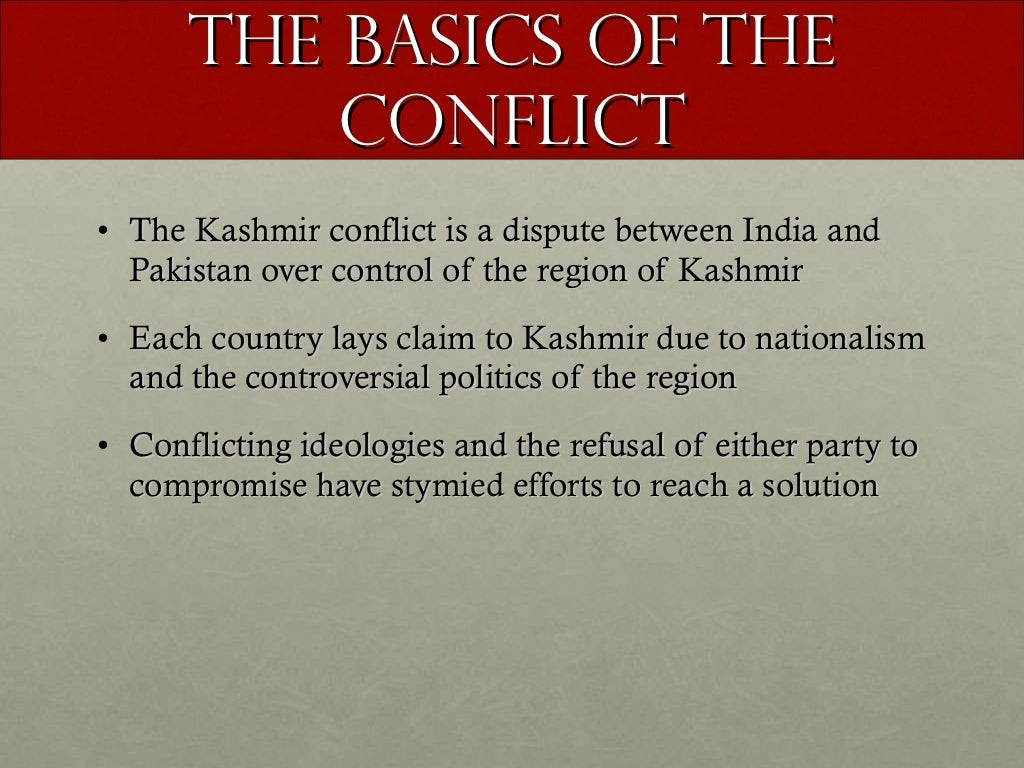 THE BASICS OF THE
CONFLICT
• The Kashmir conflict is a dispute between India and
Pakistan over control of the region of Kashmir
• Each country lays claim to Kashmir due to nationalism
and the controversial politics of the region
• Conflicting ideologies and the refusal of either party to
compromise have stymied efforts to reach a solution